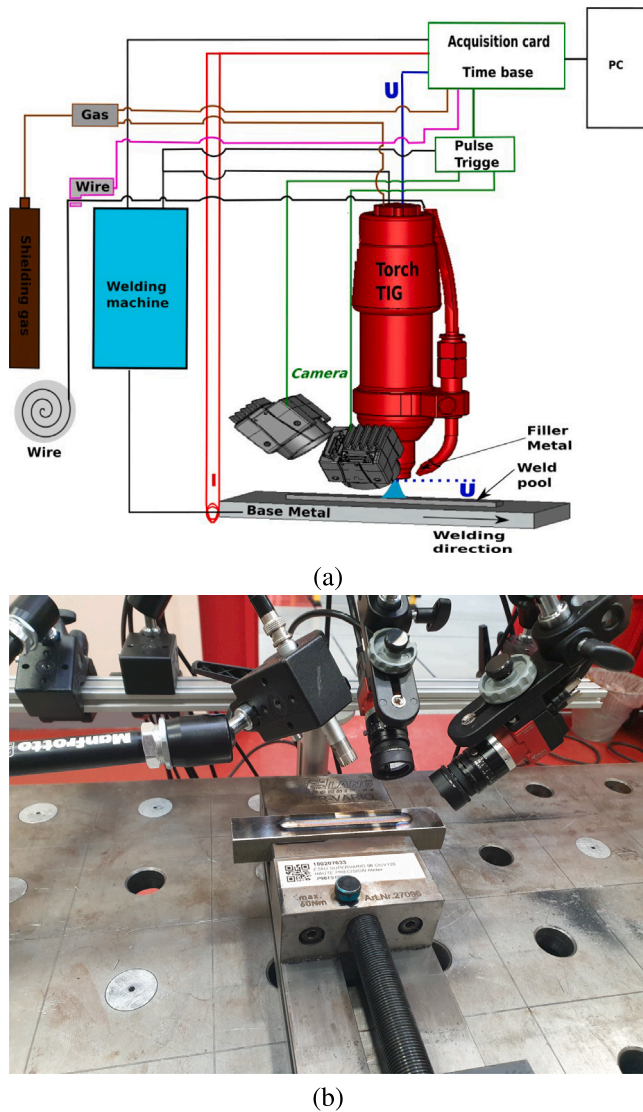 Acquisition card
Time base
PC
U
Gas
Pulse
Trigge
Wire
Shielding gas
Welding
machine
Torch
TIG
Camera
Wire
Filler
Metal
Weld
pool
I
U
Base Metal
Welding
direction
(a)
Manfrotto
100207633
max.
60Nm
Art.Nr.27096
(b)